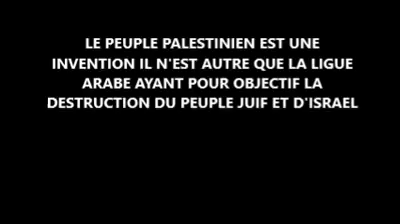 LE PEUPLE PALESTINIEN EST UNE
INVENTION IL N'EST AUTRE QUE LA LIGUE
ARABE AYANT POUR OBJECTIF LA
DESTRUCTION DU PEUPLE JUIF ET D'ISRAEL